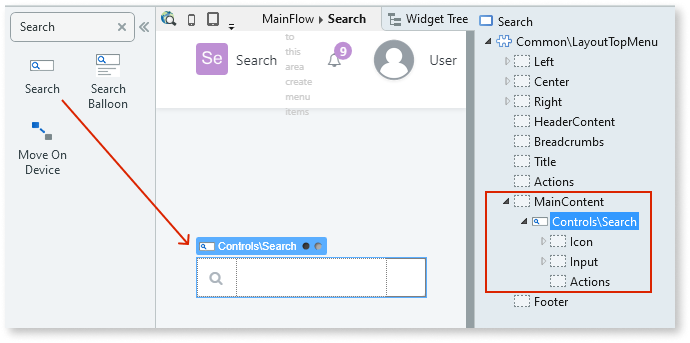 Search
Search
Search
Balloon
Move On
Device
MainFlow Search
Widget Tree
Se
Search
to
this
area
create
menu
items
9
User
Controls\Search
Search
Common\LayoutTopMenu
Left
Center
Right
HeaderContent
Breadcrumbs
Title
Actions
MainContent
Controls\Search
Icon
Input
Actions
Footer